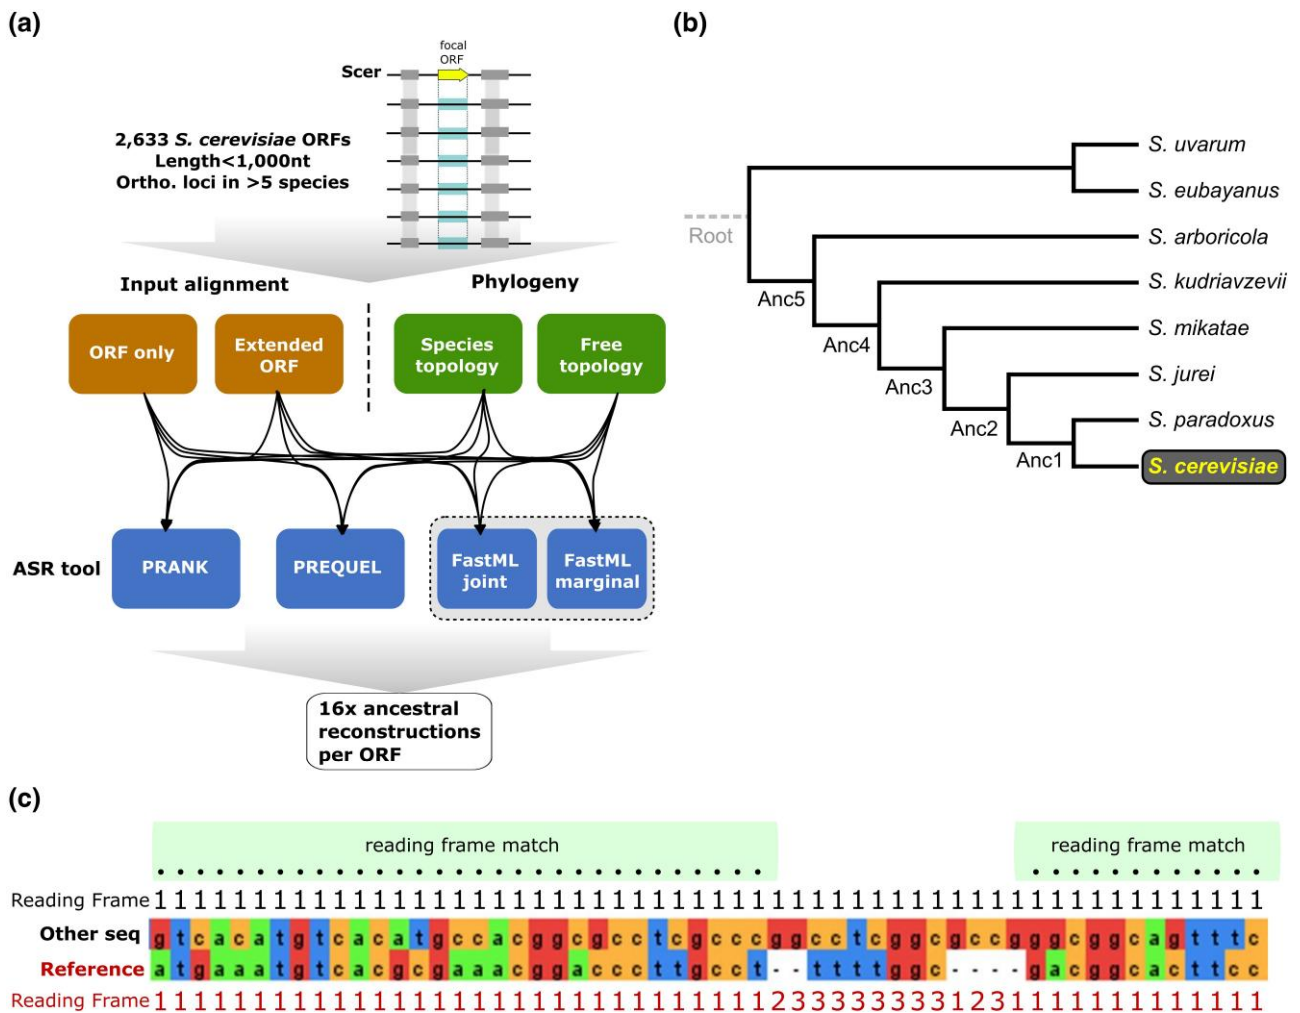 (a)
focal
ORF
Scer
2,633 S. cerevisiae ORFs
Length<1,000nt
Ortho. loci in >5 species
Input alignment
Phylogeny
ORF only
Extended
ORF
Species
topology
Free
topology
ASR tool
PRANK
PREQUEL
FastML
joint
FastML
marginal
16x ancestral
reconstructions
per ORF
(b)
S. uvarum
S. eubayanus
Root
S. arboricola
Anc5
S. kudriavzevii
Anc4
S. mikatae
Anc3
S. jurei
Anc2
S. paradoxus
Anc1
S. cerevisiae
(c)
reading frame match
reading frame match
Reading Frame 1 1 1 1 1 1 1 1 1 1 1 1 1 1 1 1 1 1 1 1 1 1 1 1 1 1 1 1 1 1 1 1 1 1 1 1 1 1 1 1 1 1 1 1 1 1 1 1 1 1 1 1 1 1 1 1
Other seq g t c a c a t g t c a c a t g c c a c g g c g c c t c g c c c g g c c t c g g c g c c g g g c g g c a g t t t c
Reference a t g a a a t g t c a c g c g a a a c g g a c c c t t g c c t - - t t t t g g c - - - - g a c g g c a c t t c c
Reading Frame 1 1 1 1 1 1 1 1 1 1 1 1 1 1 1 1 1 1 1 1 1 1 1 1 1 1 1 1 1 1 1 2 3 3 3 3 3 3 3 3 1 2 3 1 1 1 1 1 1 1 1 1 1 1 1 1